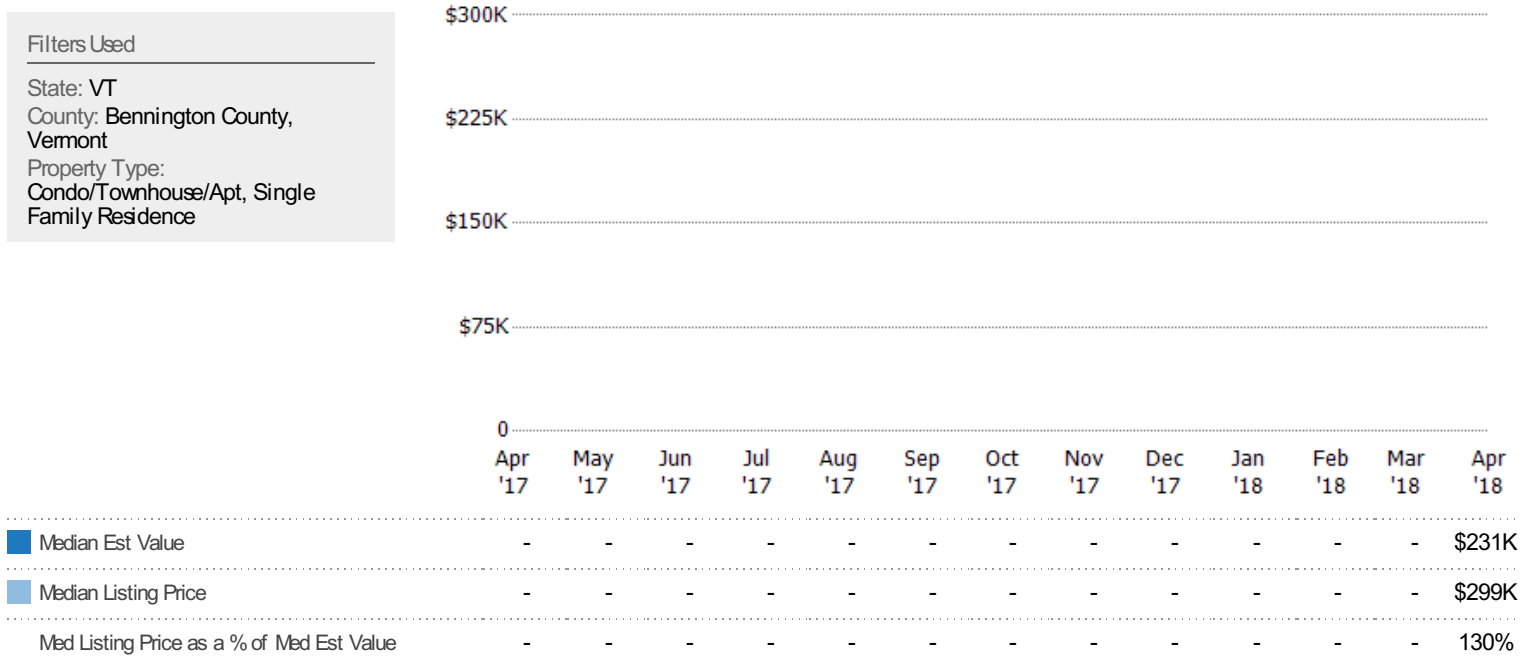 Filters Used
State: VT
County: Bennington County,
Vermont
Property Type:
Condo/Townhouse/Apt, Single
Family Residence
$300K
$225K
$150K
$75K
0
Apr May Jun Jul Aug Sep Oct Nov Dec Jan Feb Mar Apr
'17 '17 '17 '17 '17 '17 '17 '17 '17 '18 '18 '18 '18
Median Est Value - - - - - - - - - - - - $231K
Median Listing Price - - - - - - - - - - - - $299K
Med Listing Price as a % of Med Est Value - - - - - - - - - - - - 130%